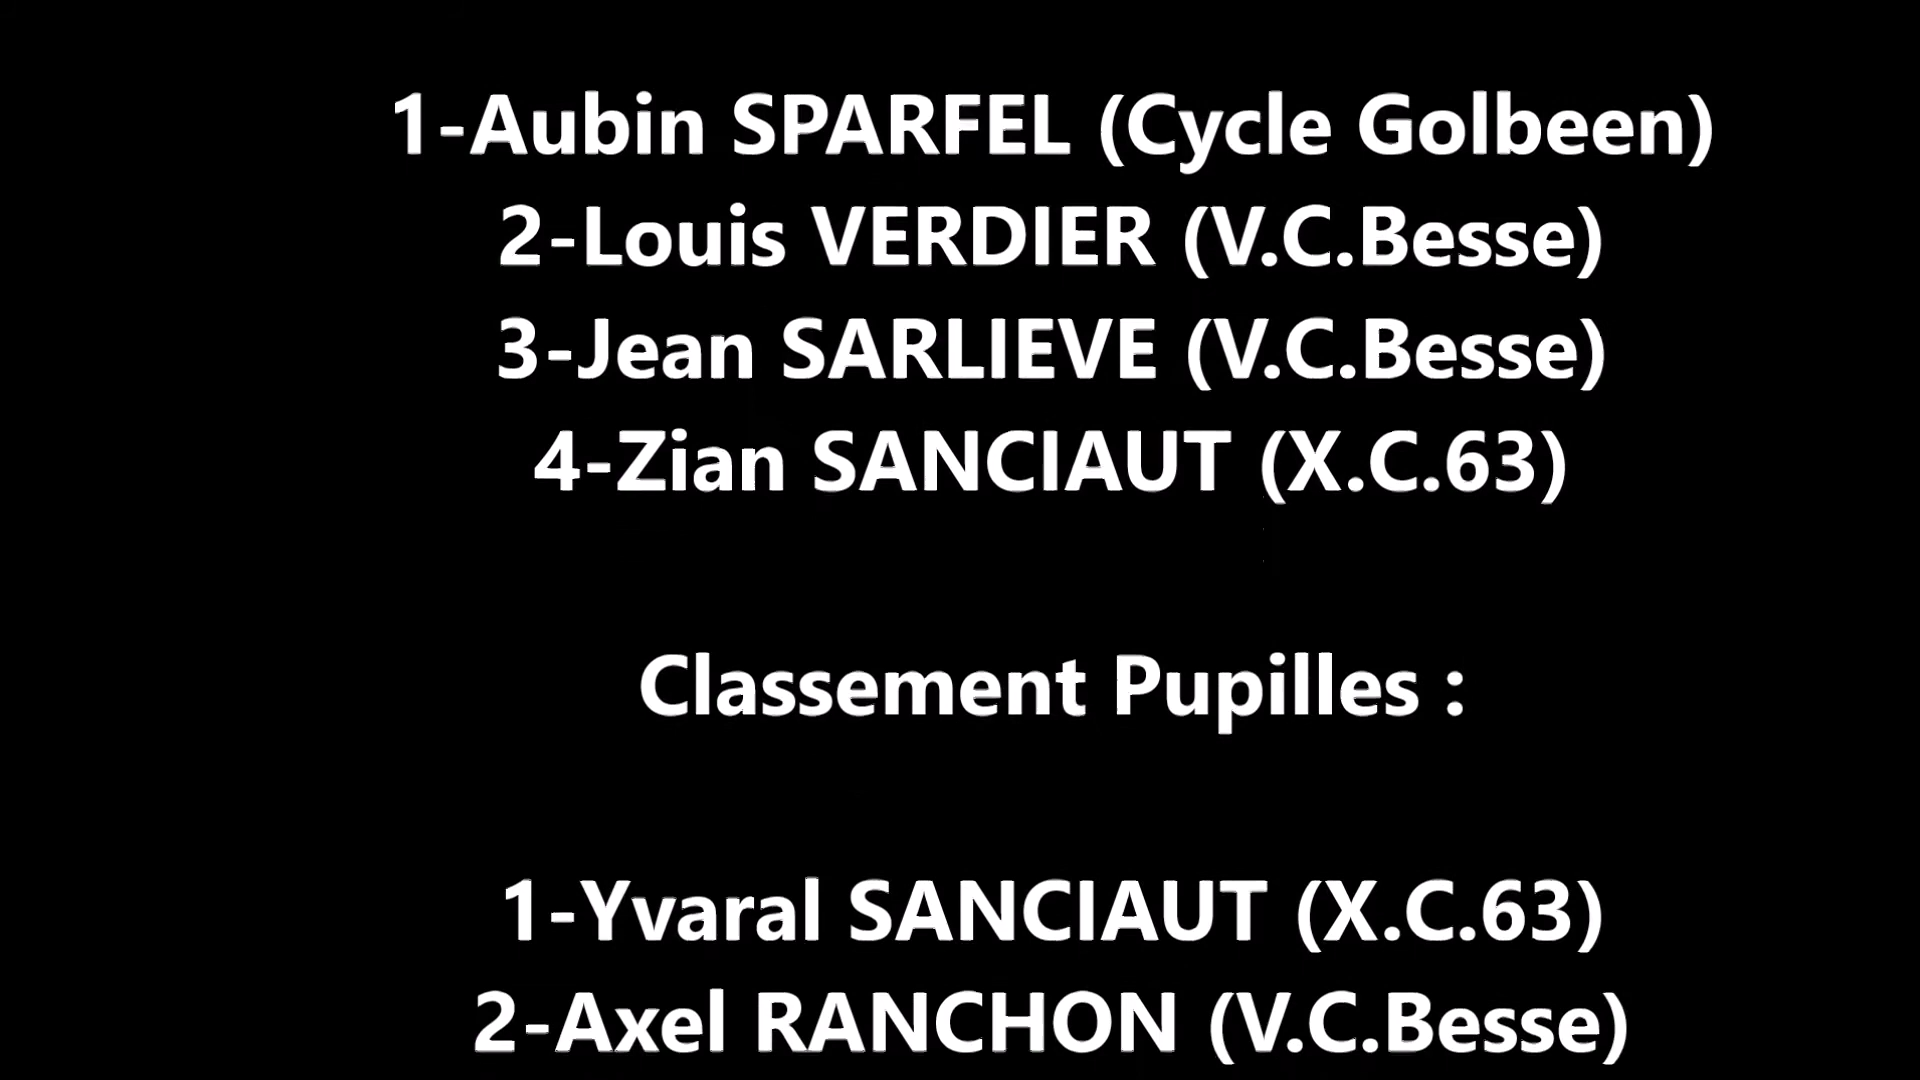 1-Aubin SPARFEL (Cycle Golbeen)
2-Louis VERDIER (V.C.Besse)
3-Jean SARLIEVE (V.C.Besse)
4-Zian SANCIAUT (X.C.63)
Classement Pupilles :
1-Yvaral SANCIAUT (X.C.63)
2-Axel RANCHON (V.C.Besse)